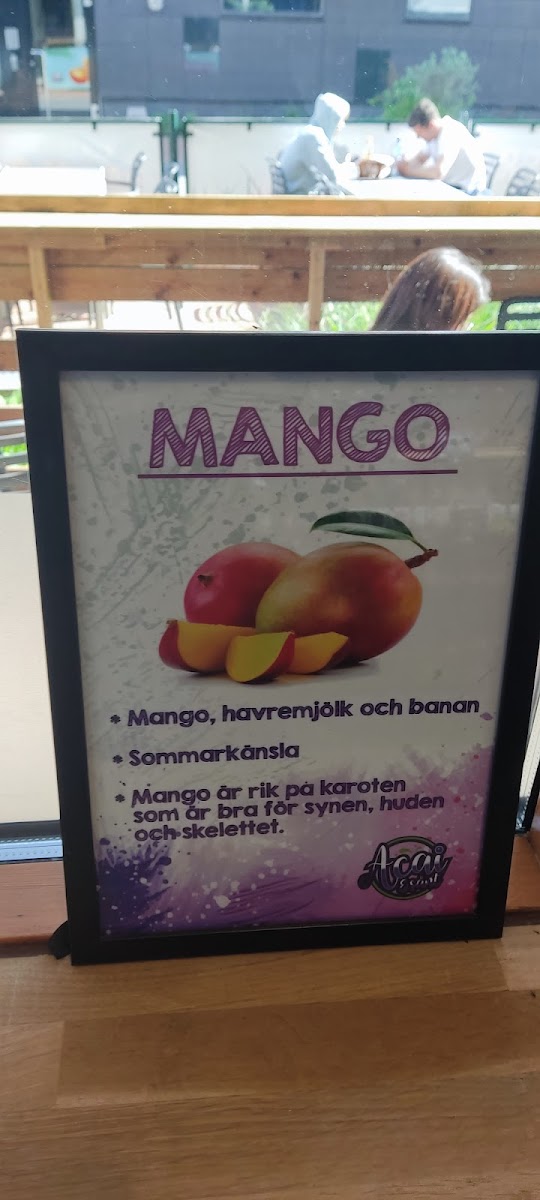 MANGO
* Mango, havremjölk och banan
* Sommarkänsla
* Mango är rik på karoten
som är bra för synen, huden
och skelettet.
Acai